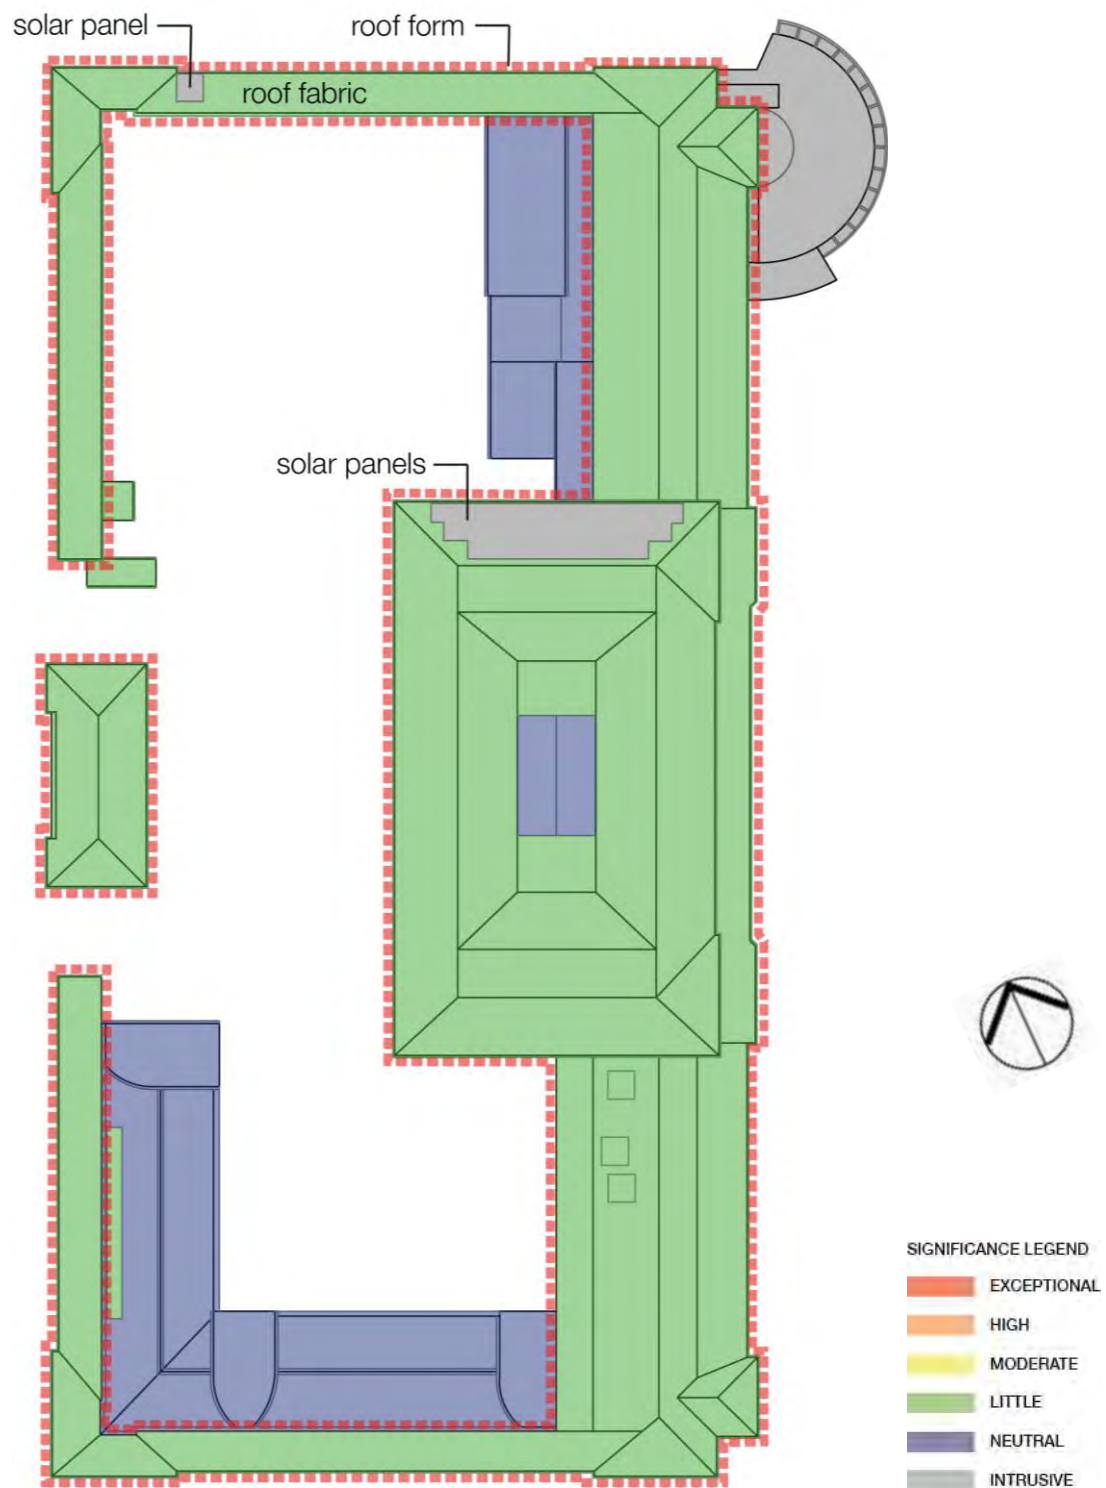 solar panel
roof form
roof fabric
solar panels
SIGNIFICANCE LEGEND
EXCEPTIONAL
HIGH
MODERATE
LITTLE
NEUTRAL
INTRUSIVE